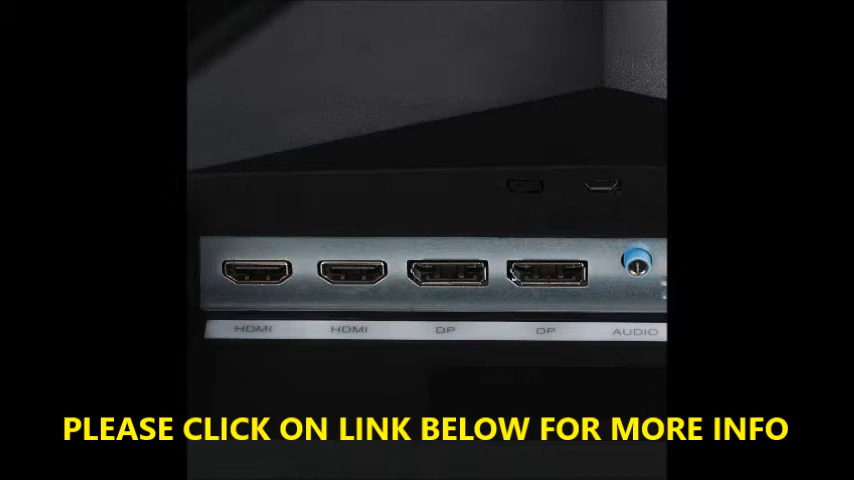 HDMI HDMI DP DP AUDIO
PLEASE CLICK ON LINK BELOW FOR MORE INFO